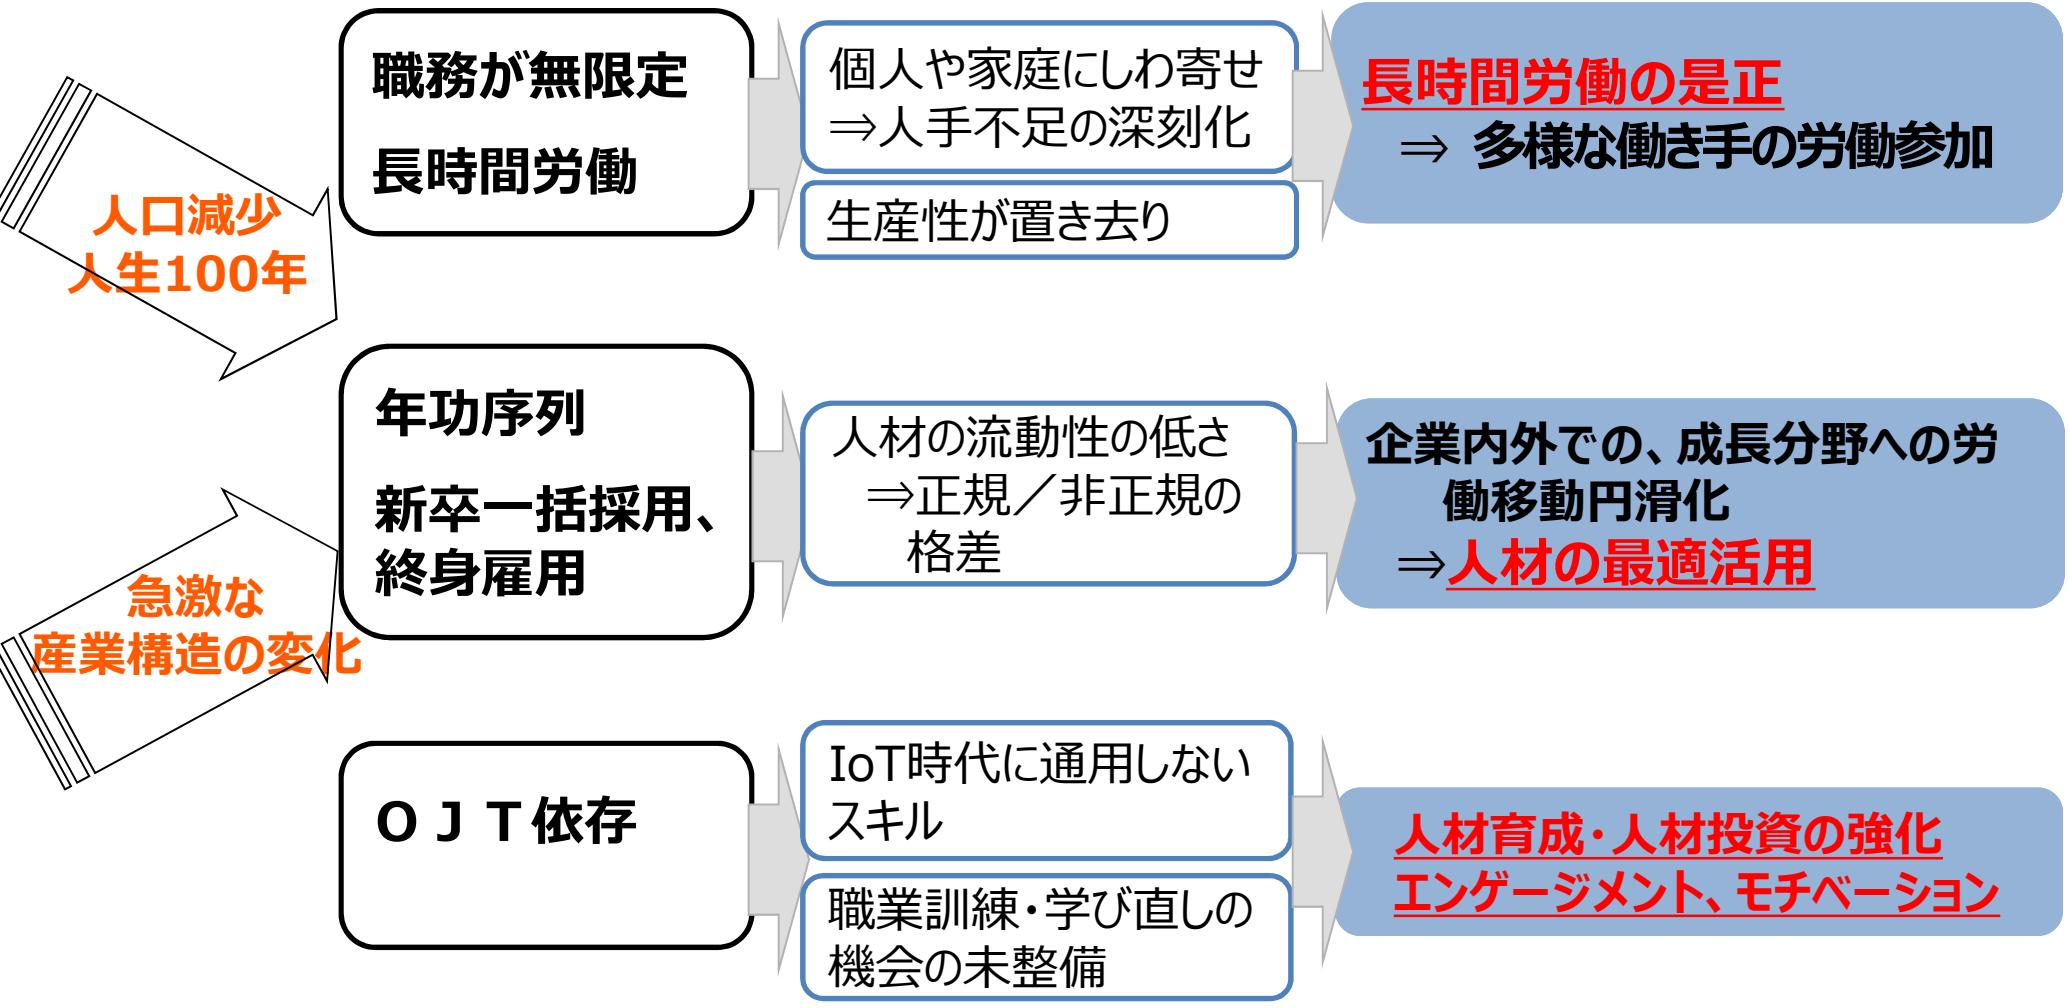 人口減少
人生100年
急激な
産業構造の変化
職務が無限定
長時間労働
個人や家庭にしわ寄せ
⇒人手不足の深刻化
生産性が置き去り
長時間労働の是正
⇒ 多様な働き手の労働参加
年功序列
新卒一括採用、
終身雇用
人材の流動性の低さ
⇒正規／非正規の
格差
企業内外での、成長分野への労
働移動円滑化
⇒人材の最適活用
ＯＪＴ依存
IoT時代に通用しない
スキル
職業訓練・学び直しの
機会の未整備
人材育成・人材投資の強化
エンゲージメント、モチベーション